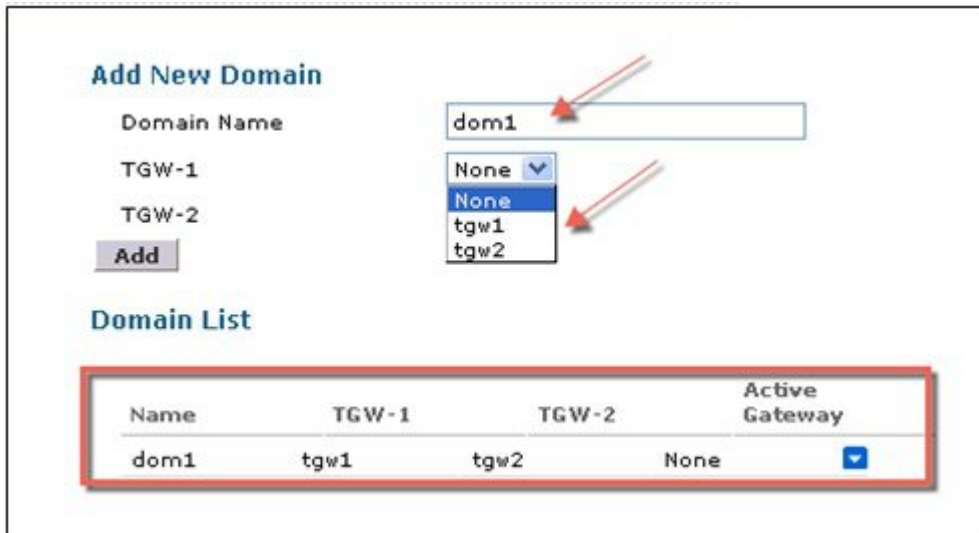 Add New Domain
Domain Name dom1
TGW-1 None
None
TGW-2 tgw1
tgw2
Add
Domain List
Name TGW-1 TGW-2 Active Gateway
dom1 tgw1 tgw2 None